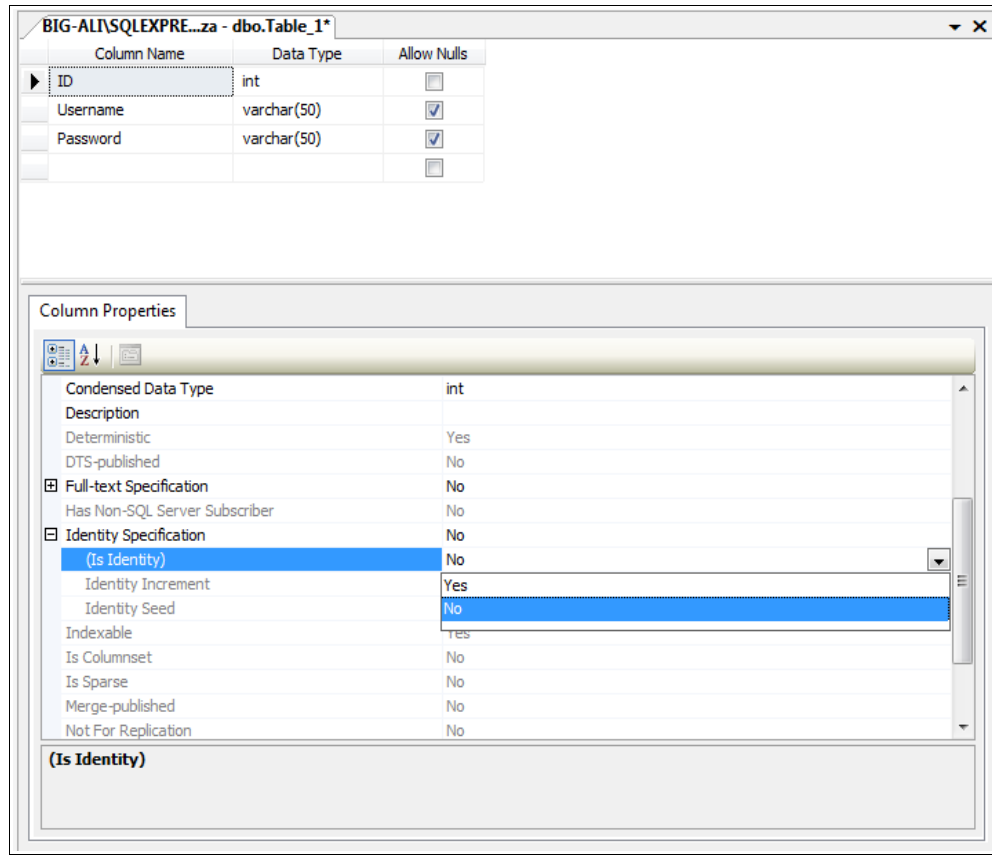 BIG-ALI\SQLEXPRE...za - dbo.Table_1*
Column Name Data Type Allow Nulls
ID int
Username varchar(50)
Password varchar(50)
Column Properties
A
Z
Condensed Data Type int
Description
Deterministic Yes
DTS-published No
Full-text Specification No
Has Non-SQL Server Subscriber No
Identity Specification No
(Is Identity) No
Identity Increment Yes
Identity Seed No
Indexable Yes
Is Columnset No
Is Sparse No
Merge-published No
Not For Replication No
(Is Identity)